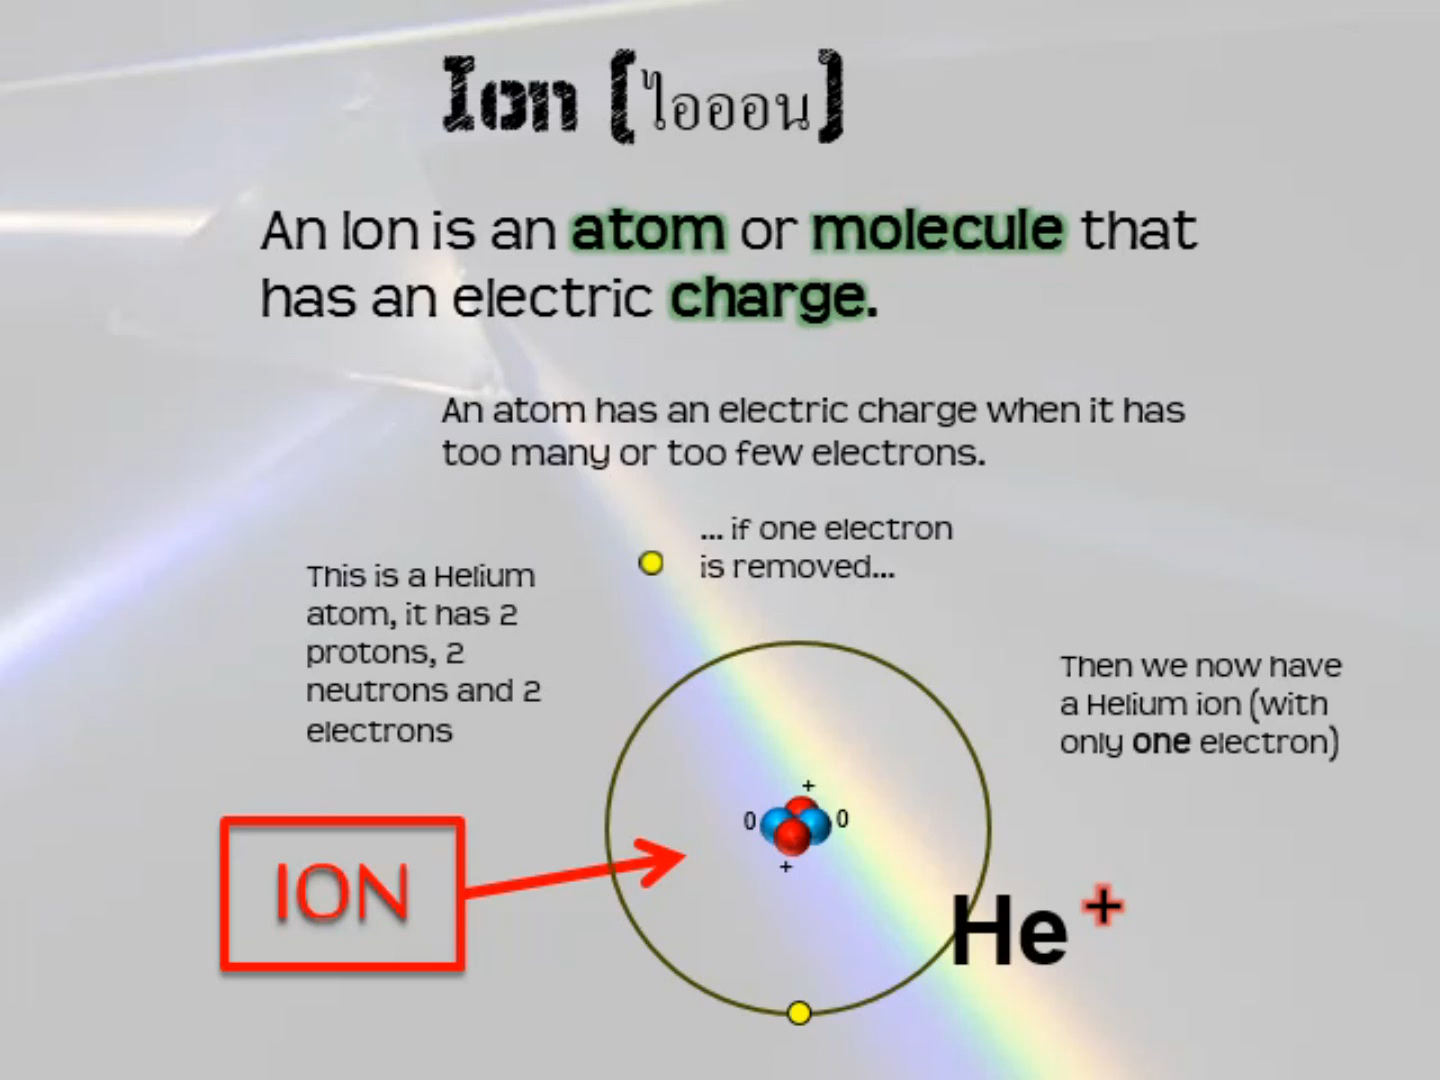 Ion (ไอออน)
An Ion is an atom or molecule that
has an electric charge.
An atom has an electric charge when it has
too many or too few electrons.
... if one electron
is removed...
This is a Helium
atom, it has 2
protons, 2
neutrons and 2
electrons
Then we now have
a Helium ion (with
only one electron)
+
0 0
+
ION
He +